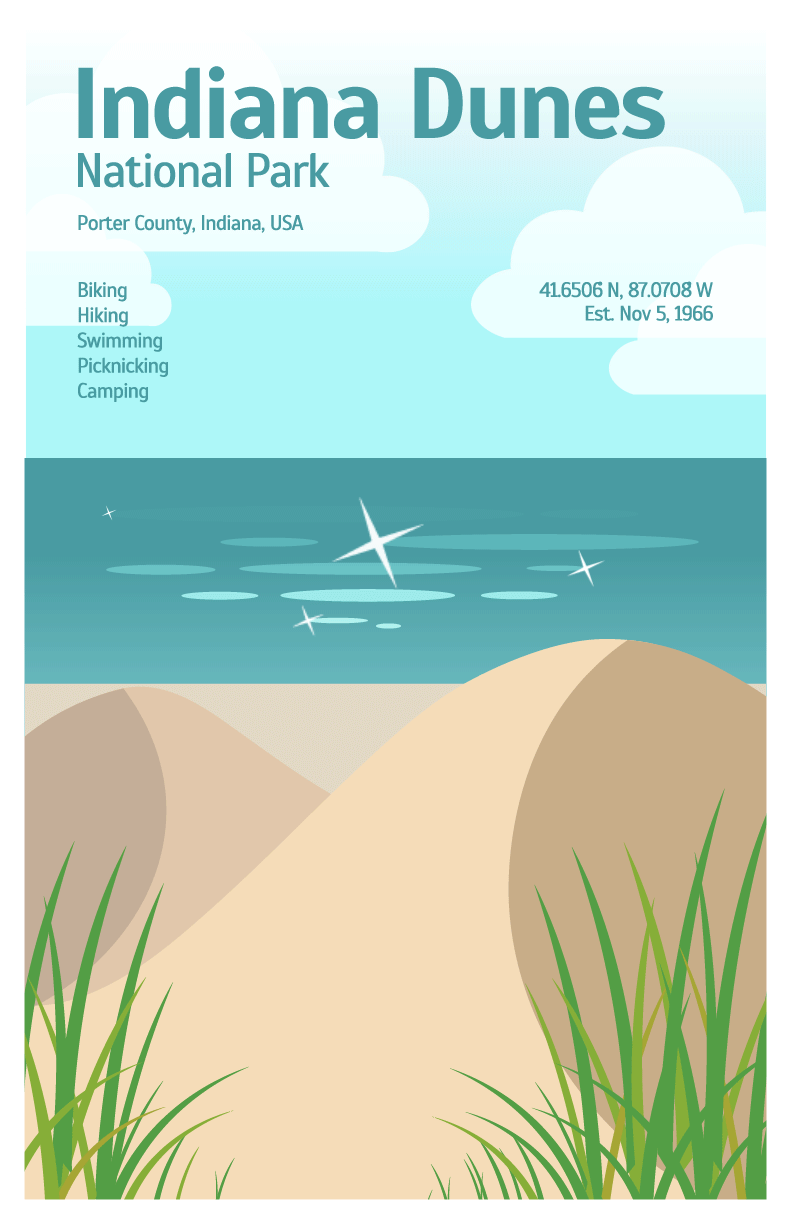 Indiana Dunes
National Park
Porter County, Indiana, USA
Biking
Hiking
Swimming
Picknicking
Camping
41.6506 N, 87.0708 W
Est. Nov 5, 1966